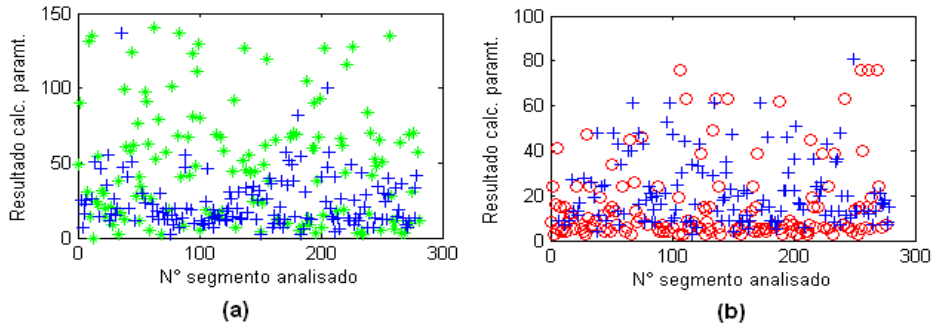 150
100
50
0
Resultado calc. paramt.
0 100 200 300
N° segmento analisado
(a)
100
80
60
40
20
0
Resultado calc. paramt.
0 100 200 300
N° segmento analisado
(b)